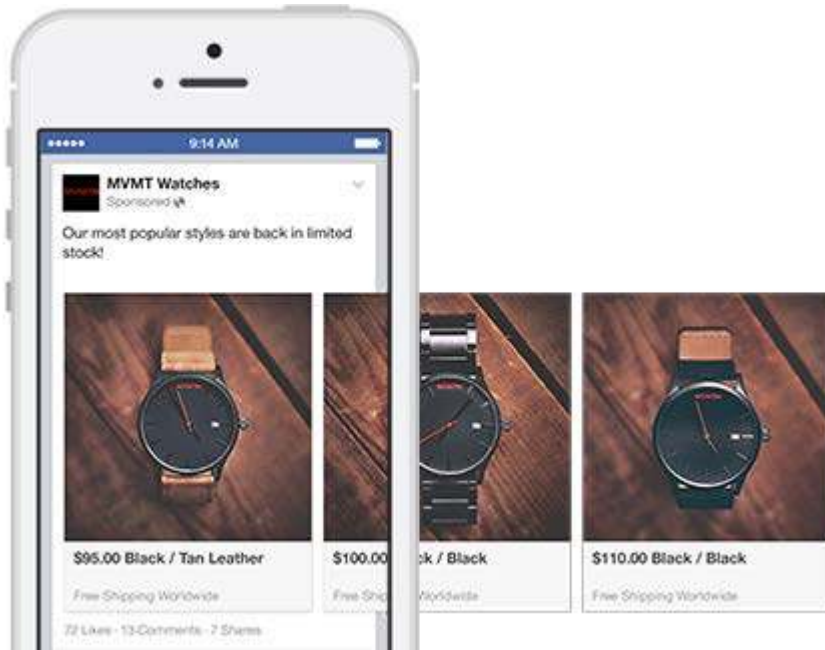 9:14 AM
MVMT Watches
Sponsored
Our most popular styles are back in limited
stock!
$95.00 Black / Tan Leather
Free Shipping Worldwide
$100.00 ck / Black
Free Ship Worldwide
$110.00 Black / Black
Free Shipping Worldwide
72 Likes · 13 Comments · 7 Shares